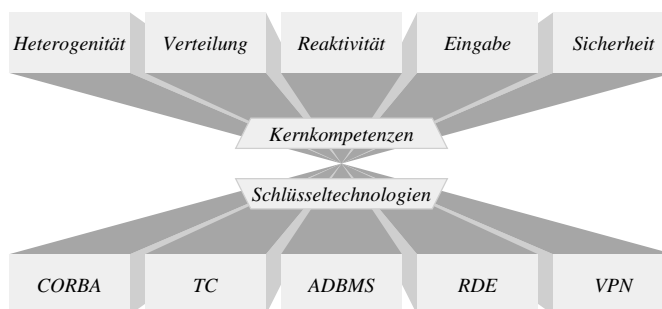 Heterogenität Verteilung Reaktivität Eingabe Sicherheit
Kernkompetenzen
Schlüsseltechnologien
CORBA TC ADBMS RDE VPN